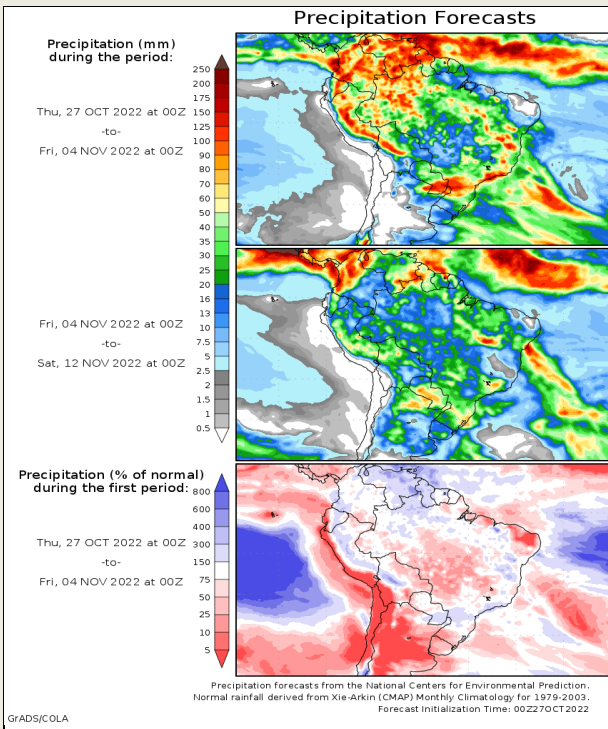 Precipitation Forecasts
Precipitation (mm)
during the period:
Thu, 27 OCT 2022 at 00Z
-to-
Fri, 04 NOV 2022 at 00Z
250
200
175
150
125
100
90
80
70
60
50
40
35
30
25
20
16
13
10
7.5
5
2.5
2
1.5
1
0.5
Fri, 04 NOV 2022 at 00Z
-to-
Sat, 12 NOV 2022 at 00Z
Precipitation (% of normal)
during the first period:
Thu, 27 OCT 2022 at 00Z
-to-
Fri, 04 NOV 2022 at 00Z
800
600
400
300
150
75
50
25
10
5
Precipitation forecasts from the National Centers for Environmental Prediction.
Normal rainfall derived from Xie-Arkin (CMAP) Monthly Climatology for 1979-2003.
Forecast Initialization Time: 00Z27OCT2022
GrADS/COLA